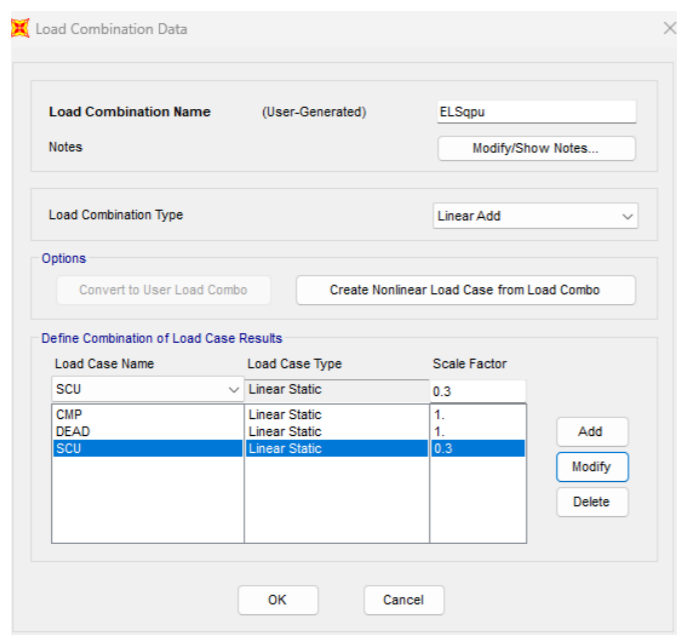 Load Combination Data
Load Combination Name (User-Generated) ELSqpu
Notes Modify/Show Notes...
Load Combination Type Linear Add
Options
Convert to User Load Combo Create Nonlinear Load Case from Load Combo
Define Combination of Load Case Results
Load Case Name Load Case Type Scale Factor
SCU Linear Static 0.3
CMP Linear Static 1.
DEAD Linear Static 1.
SCU Linear Static 0.3
Add
Modify
Delete
OK Cancel